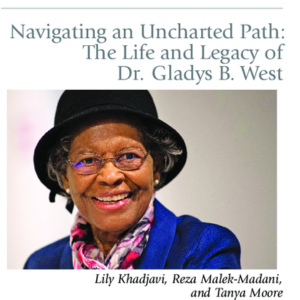 Navigating an Uncharted Path:
The Life and Legacy of
Dr. Gladys B. West
Lily Khadjavi, Reza Malek-Madani,
and Tanya Moore